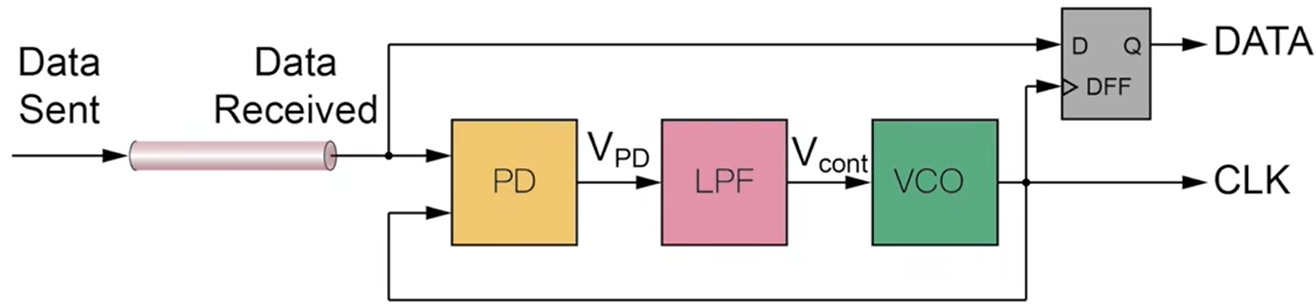 Data
Sent
Data
Received
PD
V_PD
LPF
V_cont
VCO
D Q
DFF
DATA
CLK